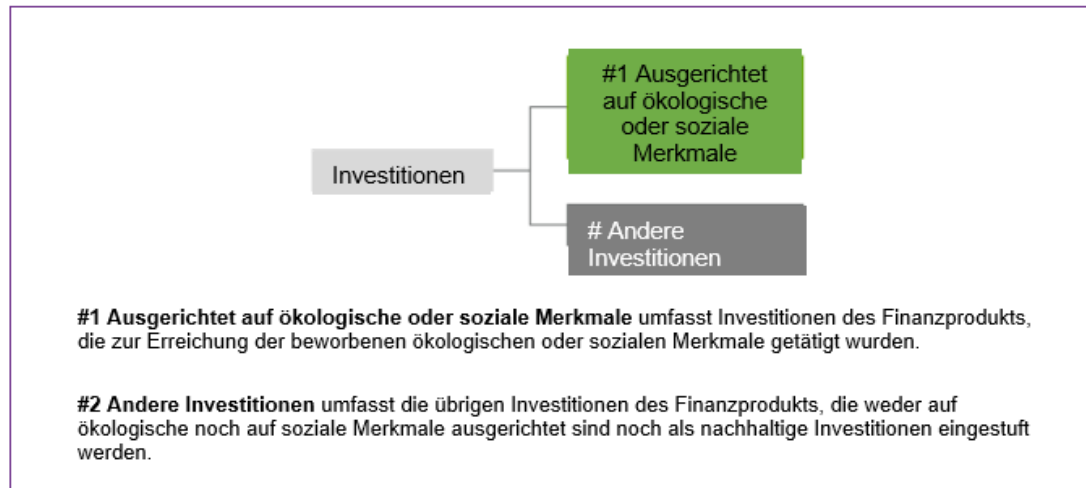 #1 Ausgerichtet
auf ökologische
oder soziale
Merkmale
Investitionen
# Andere
Investitionen
#1 Ausgerichtet auf ökologische oder soziale Merkmale umfasst Investitionen des Finanzprodukts,
die zur Erreichung der beworbenen ökologischen oder sozialen Merkmale getätigt wurden.
#2 Andere Investitionen umfasst die übrigen Investitionen des Finanzprodukts, die weder auf
ökologische noch auf soziale Merkmale ausgerichtet sind noch als nachhaltige Investitionen eingestuft
werden.